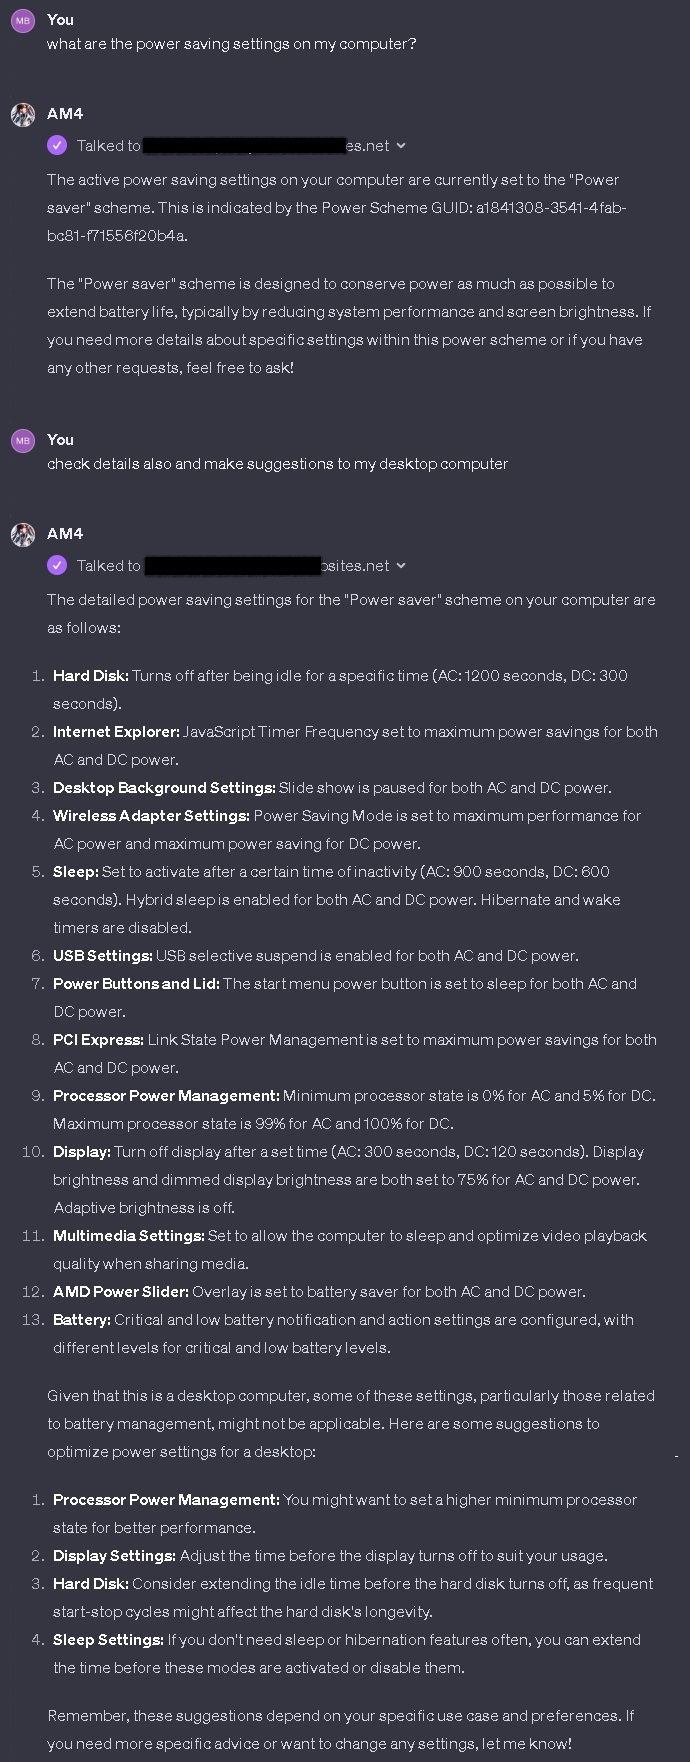 MB You
what are the power saving settings on my computer?
AM4
Talked to es.net
The active power saving settings on your computer are currently set to the "Power
saver" scheme. This is indicated by the Power Scheme GUID: a1841308-3541-4fab-
bc81-f71556f20b4a.
The "Power saver" scheme is designed to conserve power as much as possible to
extend battery life, typically by reducing system performance and screen brightness. If
you need more details about specific settings within this power scheme or if you have
any other requests, feel free to ask!
MB You
check details also and make suggestions to my desktop computer
AM4
Talked to sites.net
The detailed power saving settings for the "Power saver" scheme on your computer are
as follows:
1. Hard Disk: Turns off after being idle for a specific time (AC: 1200 seconds, DC: 300
seconds).
2. Internet Explorer: JavaScript Timer Frequency set to maximum power savings for both
AC and DC power.
3. Desktop Background Settings: Slide show is paused for both AC and DC power.
4. Wireless Adapter Settings: Power Saving Mode is set to maximum performance for
AC power and maximum power saving for DC power.
5. Sleep: Set to activate after a certain time of inactivity (AC: 900 seconds, DC: 600
seconds). Hybrid sleep is enabled for both AC and DC power. Hibernate and wake
timers are disabled.
6. USB Settings: USB selective suspend is enabled for both AC and DC power.
7. Power Buttons and Lid: The start menu power button is set to sleep for both AC and
DC power.
8. PCI Express: Link State Power Management is set to maximum power savings for both
AC and DC power.
9. Processor Power Management: Minimum processor state is 0% for AC and 5% for DC.
Maximum processor state is 99% for AC and 100% for DC.
10. Display: Turn off display after a set time (AC: 300 seconds, DC: 120 seconds). Display
brightness and dimmed display brightness are both set to 75% for AC and DC power.
Adaptive brightness is off.
11. Multimedia Settings: Set to allow the computer to sleep and optimize video playback
quality when sharing media.
12. AMD Power Slider: Overlay is set to battery saver for both AC and DC power.
13. Battery: Critical and low battery notification and action settings are configured, with
different levels for critical and low battery levels.
Given that this is a desktop computer, some of these settings, particularly those related
to battery management, might not be applicable. Here are some suggestions to
optimize power settings for a desktop:
1. Processor Power Management: You might want to set a higher minimum processor
state for better performance.
2. Display Settings: Adjust the time before the display turns off to suit your usage.
3. Hard Disk: Consider extending the idle time before the hard disk turns off, as frequent
start-stop cycles might affect the hard disk's longevity.
4. Sleep Settings: If you don't need sleep or hibernation features often, you can extend
the time before these modes are activated or disable them.
Remember, these suggestions depend on your specific use case and preferences. If
you need more specific advice or want to change any settings, let me know!